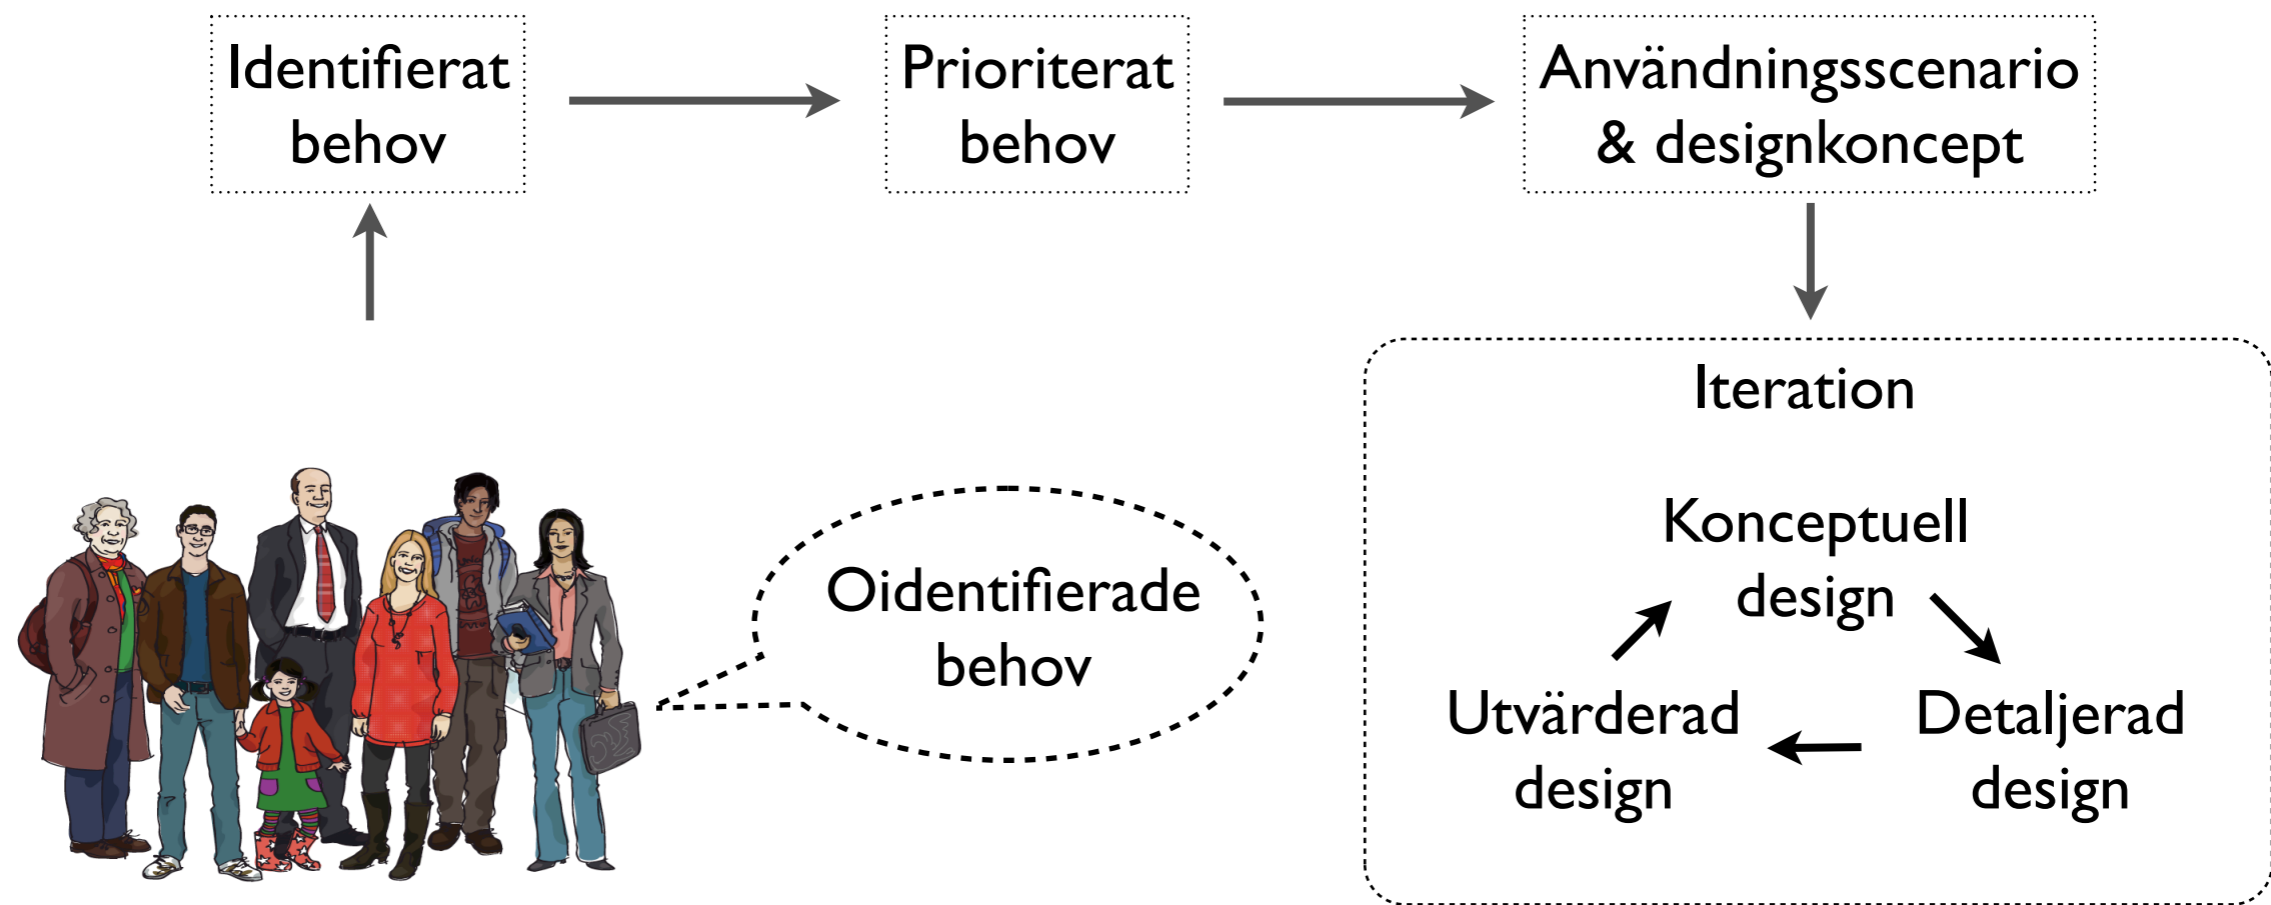 Identifierat
behov
Prioriterat
behov
Användningsscenario
& designkoncept
Iteration
Konceptuell
design
Oidentifierade
behov
Utvärderad
design
Detaljerad
design